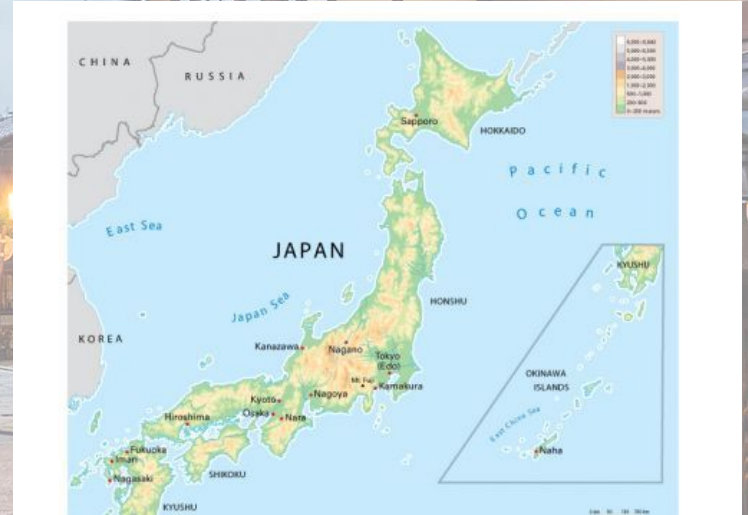 CHINA
RUSSIA
Sapporo
HOKKAIDO
Pacific
Ocean
East Sea
JAPAN
KYUSHU
Japan Sea
HONSHU
KOREA
Kanazawa
Nagano
Tokyo
(Edo)
OKINAWA
ISLANDS
Mt. Fuji
Kamakura
Kyoto
Nagoya
Hiroshima
Osaka
Nara
East China Sea
Fukuoka
Imari
Naha
SHIKOKU
Nagasaki
KYUSHU